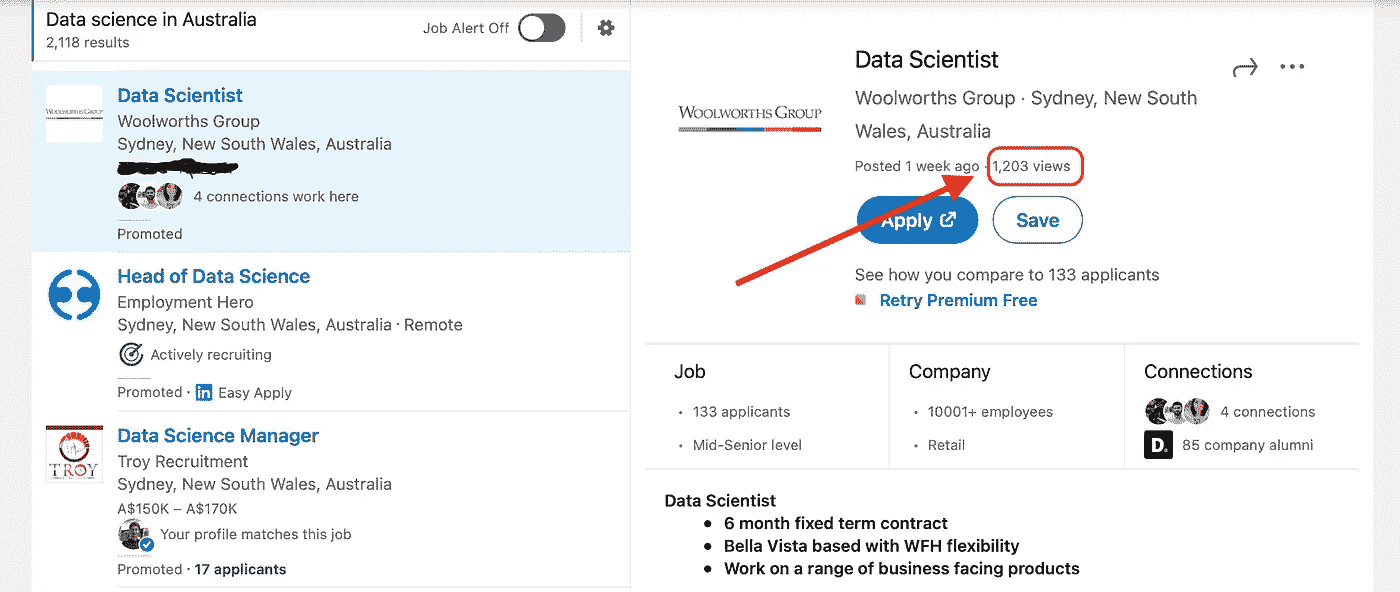 Data science in Australia
2,118 results
Job Alert Off
WOOLWORTHS GROUP
Data Scientist
Woolworths Group
Sydney, New South Wales, Australia
4 connections work here
Promoted
Head of Data Science
Employment Hero
Sydney, New South Wales, Australia · Remote
Actively recruiting
Promoted · in Easy Apply
TROY
Data Science Manager
Troy Recruitment
Sydney, New South Wales, Australia
A$150K – A$170K
Your profile matches this job
Promoted · 17 applicants
WOOLWORTHS GROUP
Data Scientist
Woolworths Group · Sydney, New South
Wales, Australia
Posted 1 week ago · 1,203 views
Apply
Save
See how you compare to 133 applicants
Retry Premium Free
Job
• 133 applicants
• Mid-Senior level
Company
• 10001+ employees
• Retail
Connections
4 connections
D. 85 company alumni
Data Scientist
• 6 month fixed term contract
• Bella Vista based with WFH flexibility
• Work on a range of business facing products